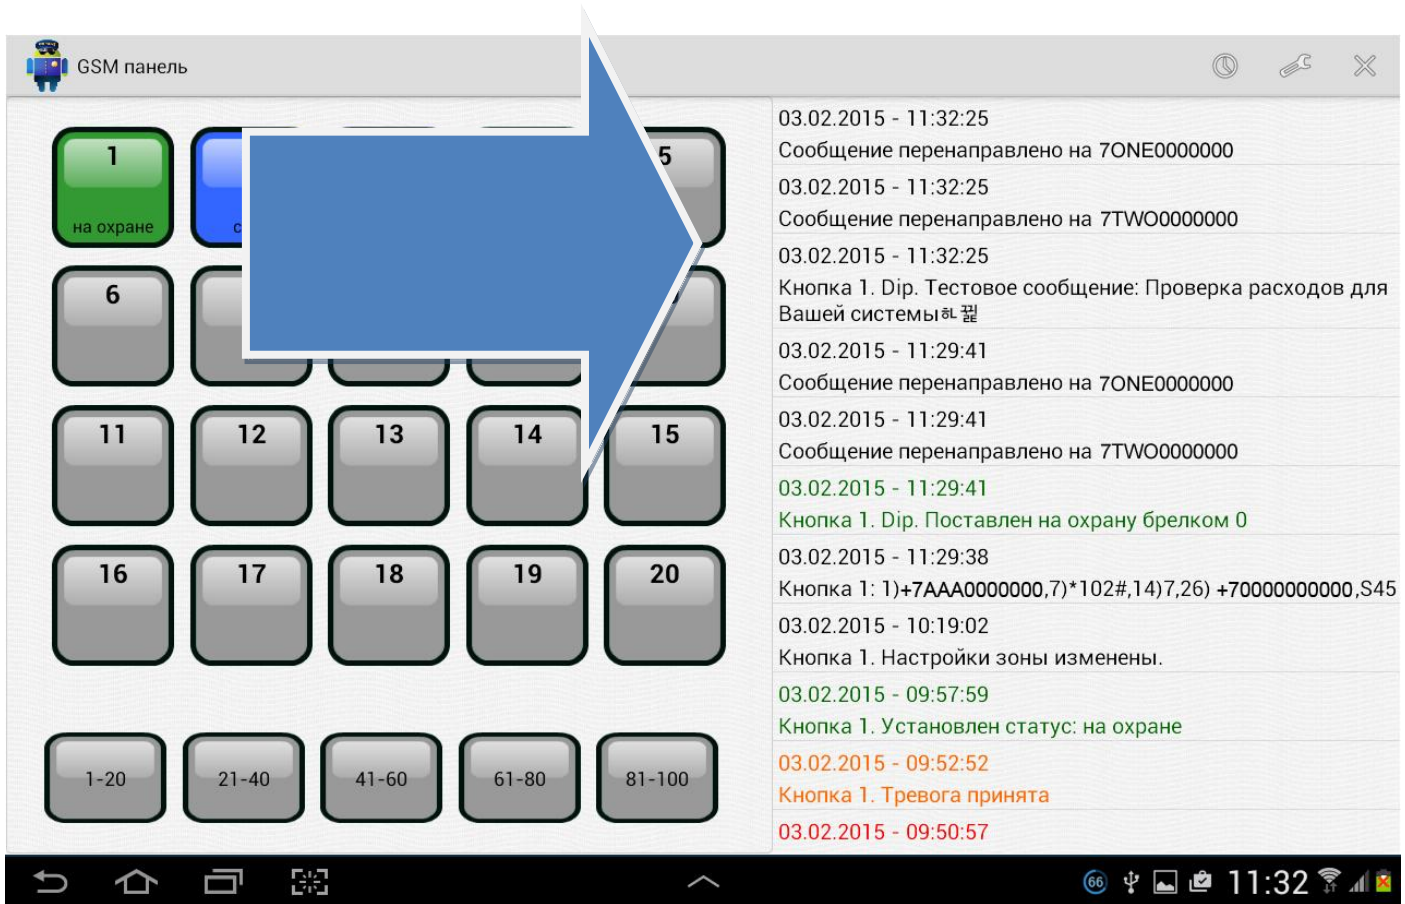 GSM панель
1
на охране
с
5
6
11
12
13
14
15
16
17
18
19
20
1-20
21-40
41-60
61-80
81-100
03.02.2015 - 11:32:25
Сообщение перенаправлено на 7ONE0000000
03.02.2015 - 11:32:25
Сообщение перенаправлено на 7TWO0000000
03.02.2015 - 11:32:25
Кнопка 1. Dip. Тестовое сообщение: Проверка расходов для
Вашей системы
03.02.2015 - 11:29:41
Сообщение перенаправлено на 7ONE0000000
03.02.2015 - 11:29:41
Сообщение перенаправлено на 7TWO0000000
03.02.2015 - 11:29:41
Кнопка 1. Dip. Поставлен на охрану брелком 0
03.02.2015 - 11:29:38
Кнопка 1: 1)+7AAA0000000,7)*102#,14)7,26) +70000000000,S45
03.02.2015 - 10:19:02
Кнопка 1. Настройки зоны изменены.
03.02.2015 - 09:57:59
Кнопка 1. Установлен статус: на охране
03.02.2015 - 09:52:52
Кнопка 1. Тревога принята
03.02.2015 - 09:50:57
66
11:32